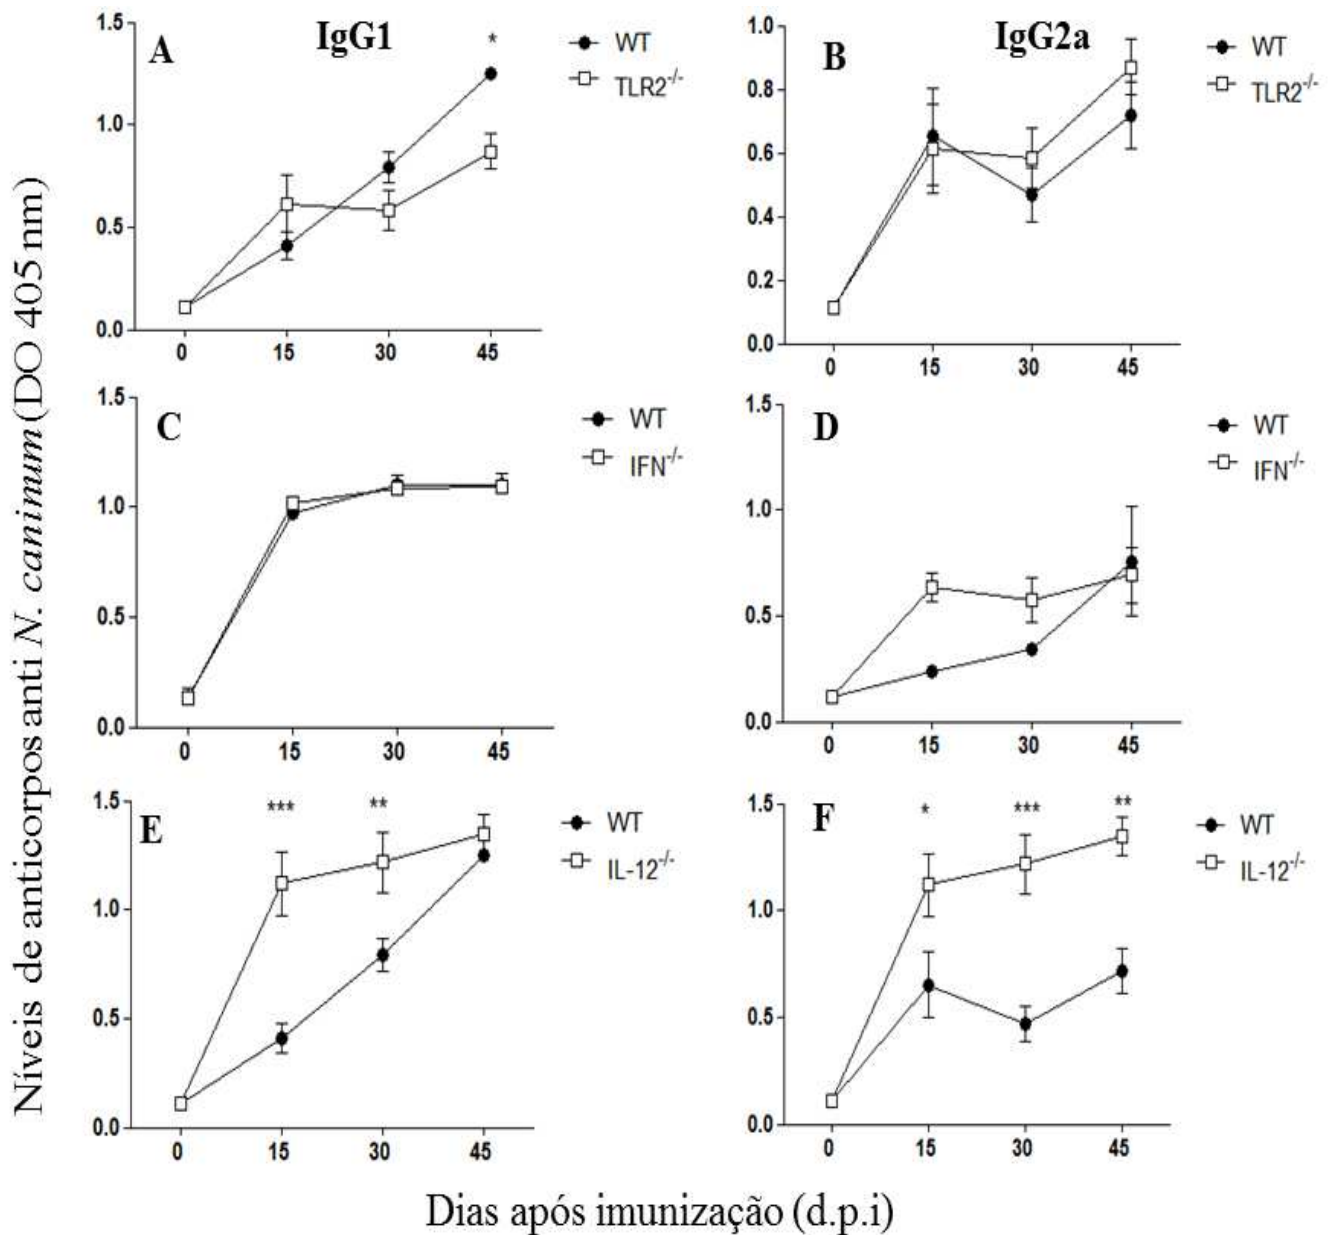 Níveis de anticorpos anti N. caninum (DO 405 nm)
A
IgG1
*
WT
TLR2-/-
1.5
1.0
0.5
0.0
0 15 30 45
B
IgG2a
WT
TLR2-/-
1.0
0.8
0.6
0.4
0.2
0.0
0 15 30 45
C
WT
IFN-/-
1.5
1.0
0.5
0.0
0 15 30 45
D
WT
IFN-/-
1.5
1.0
0.5
0.0
0 15 30 45
E
*** **
WT
IL-12-/-
1.5
1.0
0.5
0.0
0 15 30 45
F
* *** **
WT
IL-12-/-
1.5
1.0
0.5
0.0
0 15 30 45
Dias após imunização (d.p.i)